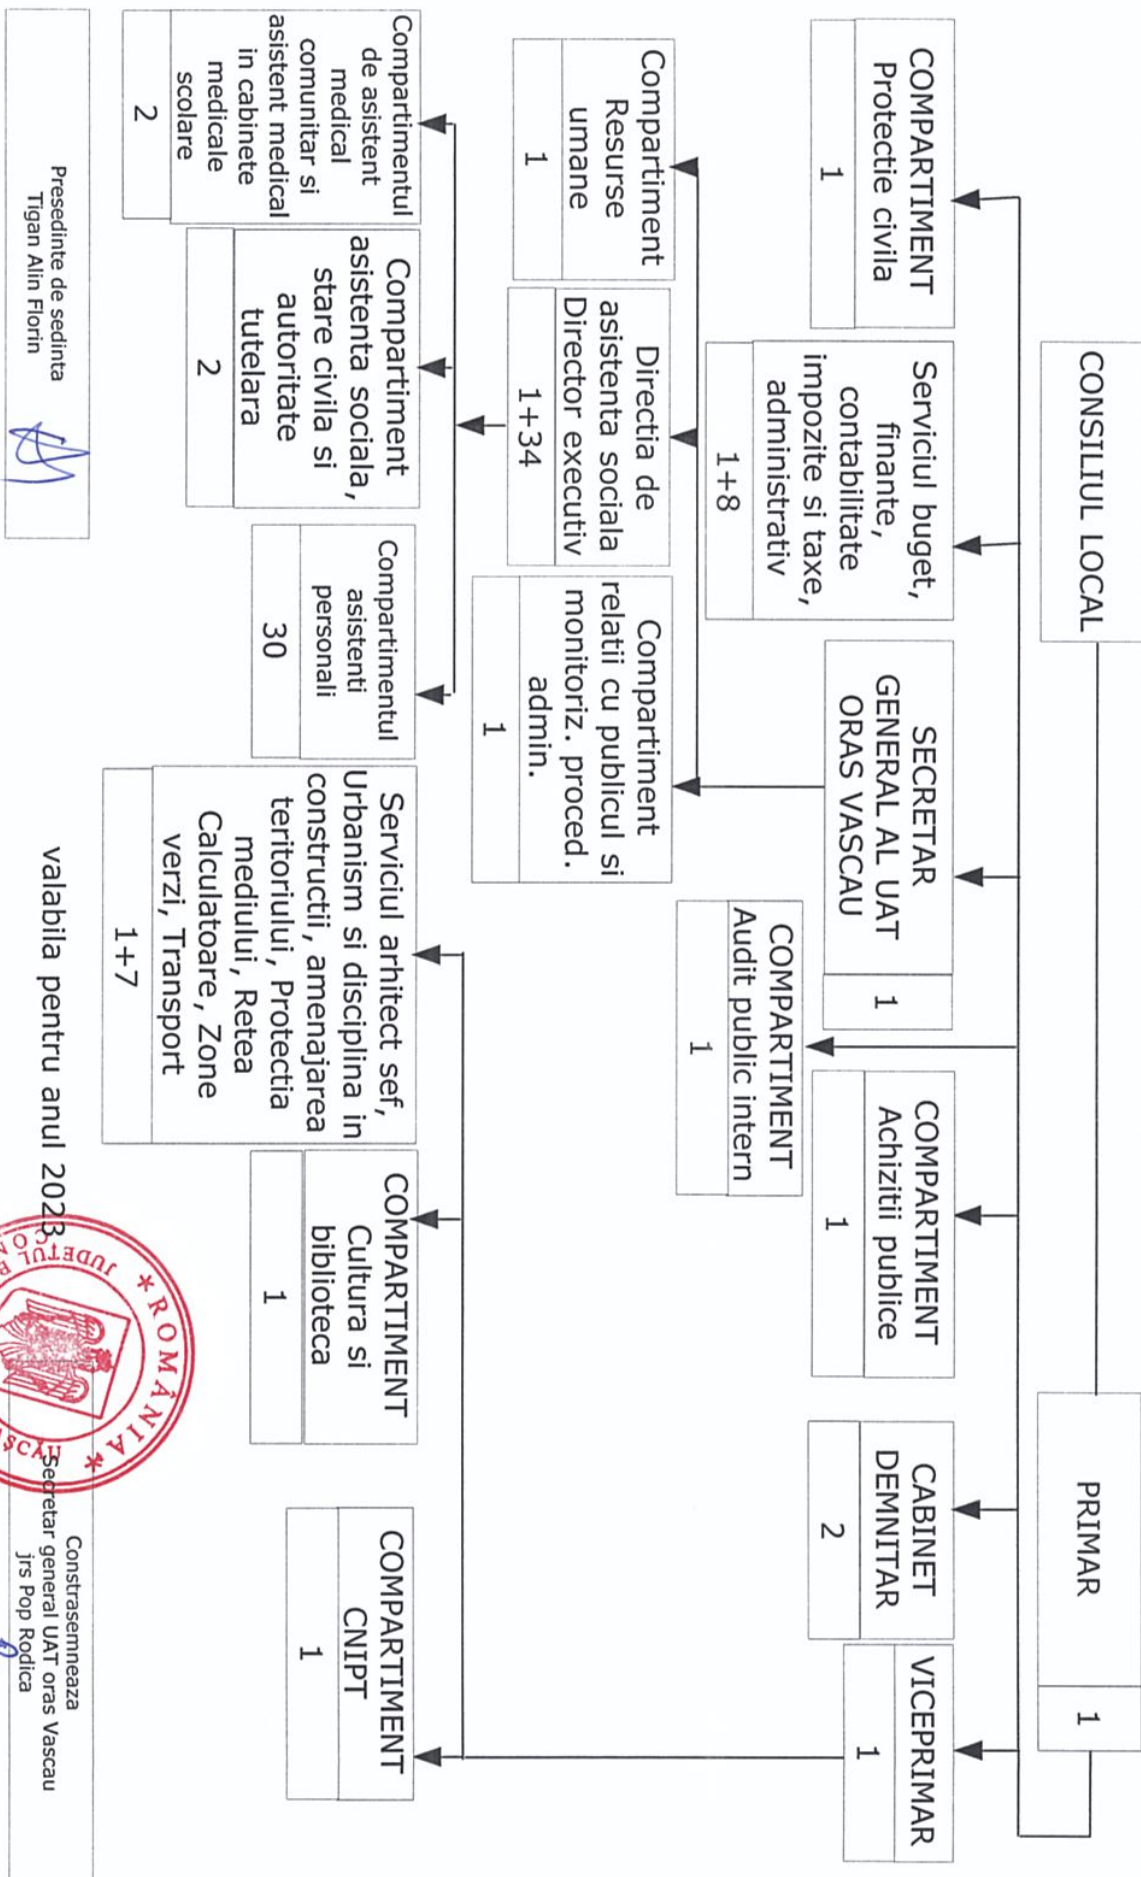 CONSILIUL LOCAL
PRIMAR
1
COMPARTIMENT
Protectie civila
1
Serviciul buget,
finante,
contabilitate
impozite si taxe,
administrativ
1+8
SECRETAR
GENERAL AL UAT
ORAS VASCAU
1
COMPARTIMENT
Audit public intern
1
COMPARTIMENT
Achizitii publice
1
CABINET
DEMNITAR
2
VICEPRIMAR
1
Compartiment
Resurse
umane
1
Directia de
asistenta sociala
Director executiv
1+34
Compartiment
relatii cu publicul si
monitoriz. proced.
admin.
1
Compartimentul
de asistent
medical
comunitar si
asistent medical
in cabinete
medicale
scolare
2
Compartiment
asistenta sociala,
stare civila si
autoritate
tutelara
2
Compartimentul
asistenti
personali
30
Serviciul arhitect sef,
Urbanism si disciplina in
constructii, amenajarea
teritoriului, Protectia
mediului, Retea
Calculatoare, Zone
verzi, Transport
1+7
COMPARTIMENT
Cultura si
biblioteca
1
COMPARTIMENT
CNIPT
1
valabila pentru anul 2023
Presedinte de sedinta
Tigan Alin Florin
* ROMÂNIA *
JUDEŢUL
Constrasemneaza
Secretar general UAT oras Vascau
jrs Pop Rodica